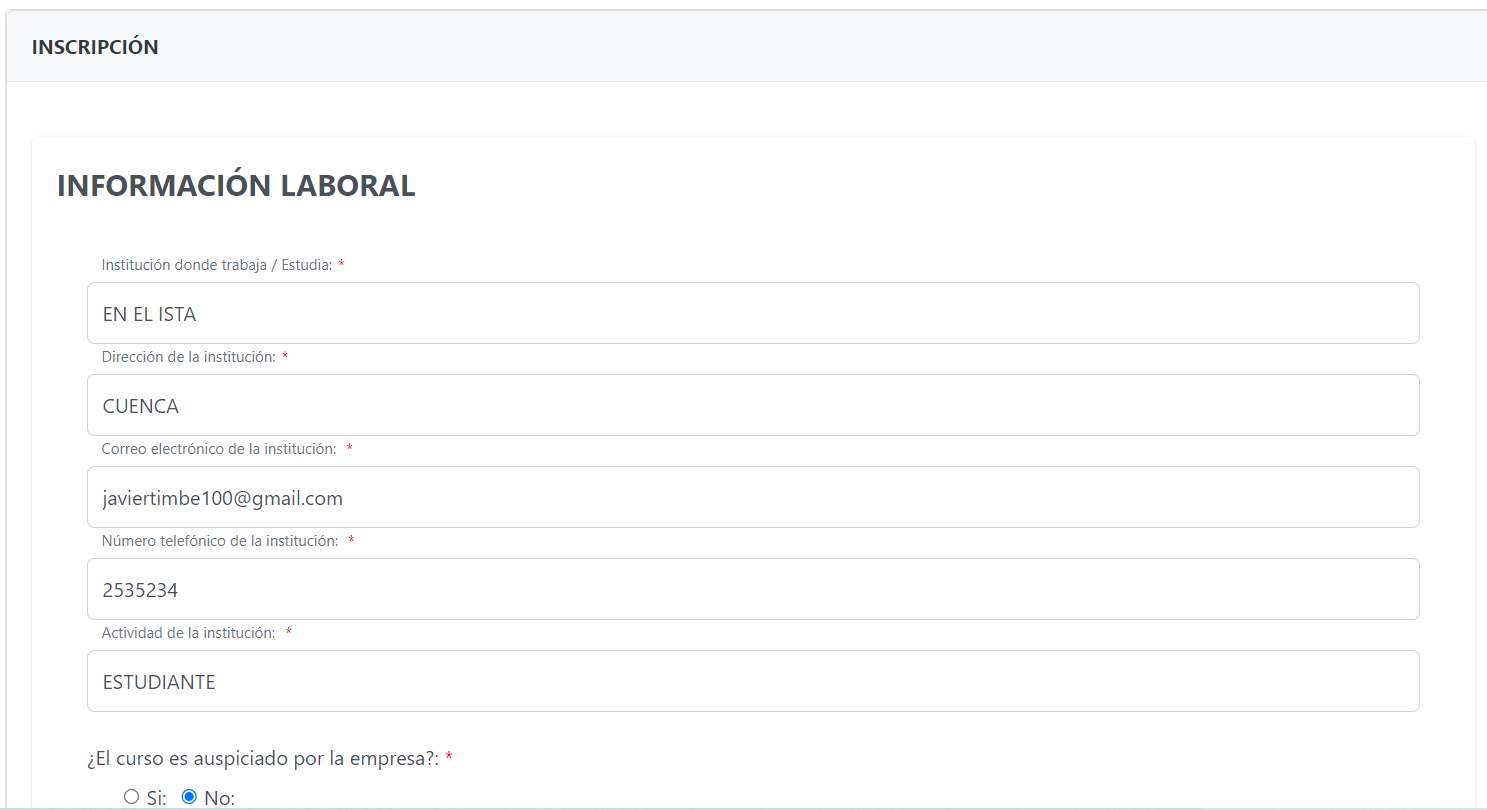 INSCRIPCIÓN
INFORMACIÓN LABORAL
Institución donde trabaja / Estudia: *
EN EL ISTA
Dirección de la institución: *
CUENCA
Correo electrónico de la institución: *
javiertimbe100@gmail.com
Número telefónico de la institución: *
2535234
Actividad de la institución: *
ESTUDIANTE
¿El curso es auspiciado por la empresa?: *
Si: No: